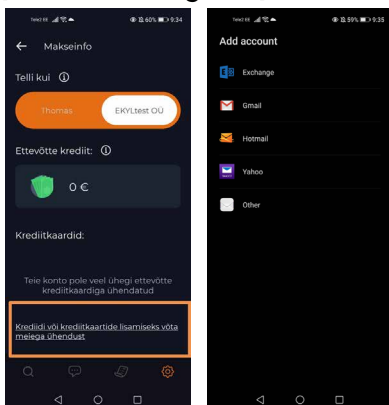 Tele2 EE 60% 9:34
Makseinfo
Telli kui
Thomas
EKYLtest OÜ
Ettevõtte krediit:
0 €
Krediitkaardid:
Teie konto pole veel ühegi ettevõtte
krediitkaardiga ühendatud
Krediidi või krediitkaartide lisamiseks võta
meiega ühendust
Tele2 EE 59% 9:35
Add account
Exchange
Gmail
Hotmail
Yahoo
Other